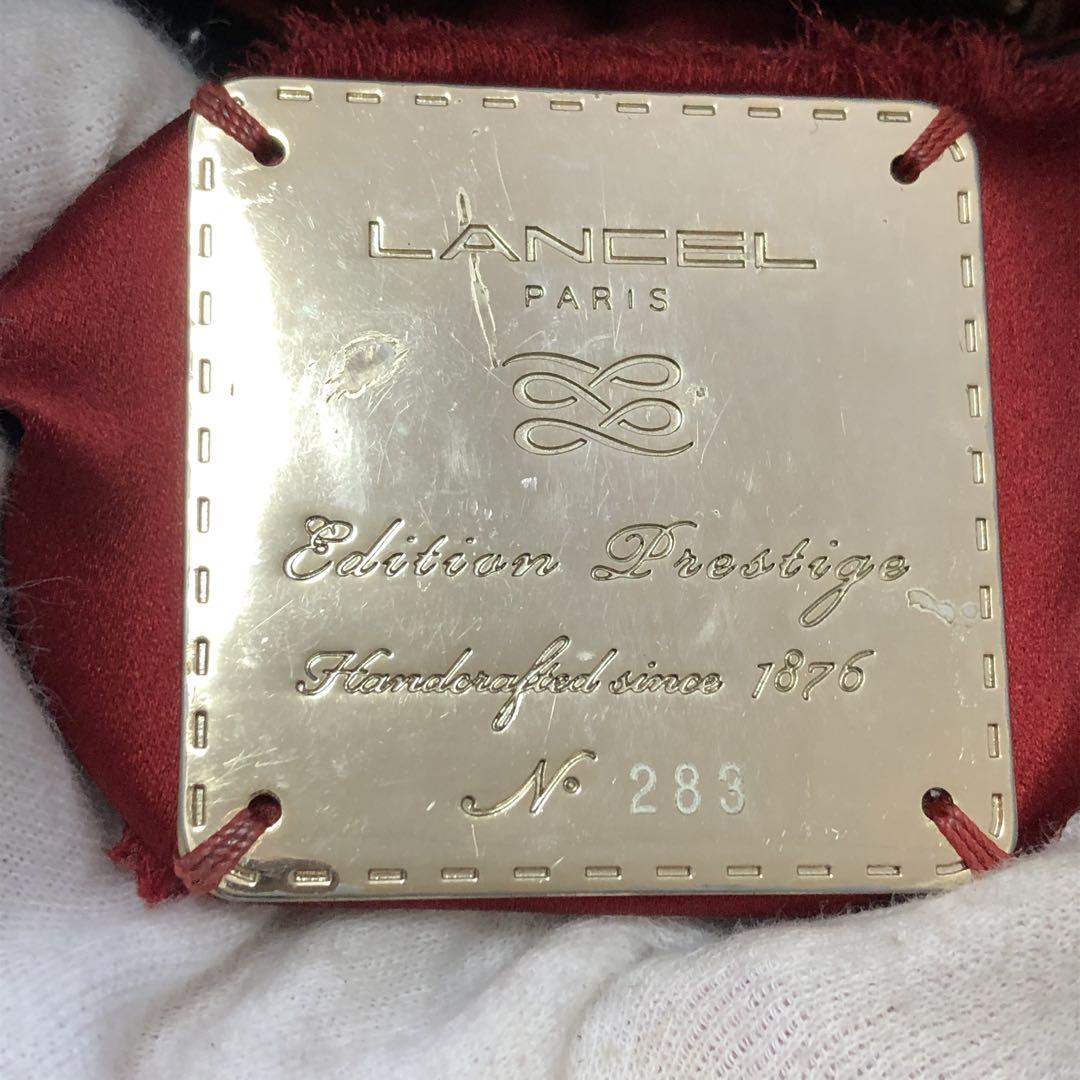 LANCEL
PARIS
Edition Prestige
Handcrafted since 1876
N. 283